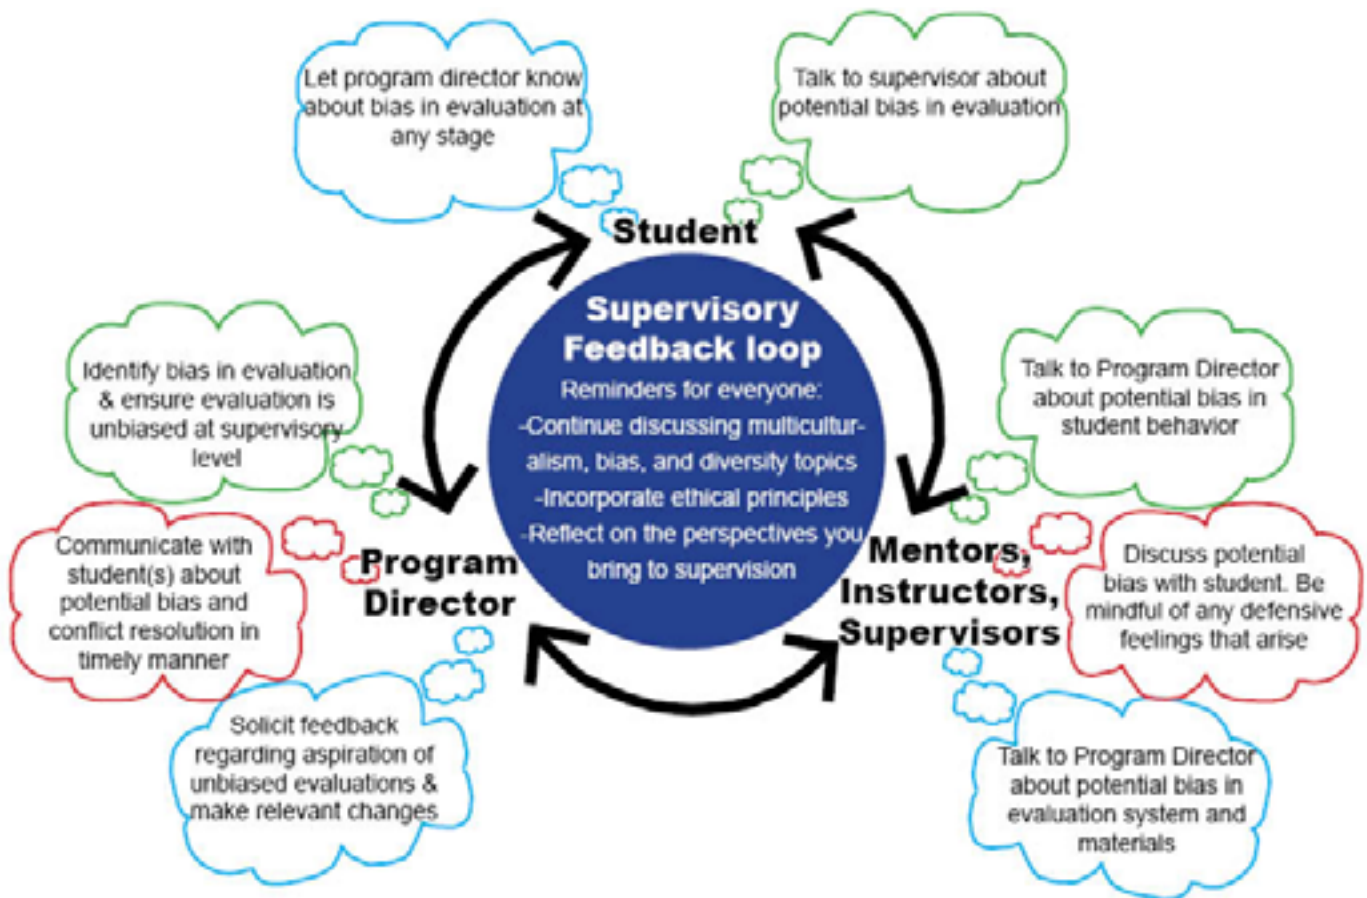 Let program director know
about bias in evaluation at
any stage
Talk to supervisor about
potential bias in evaluation
Student
Supervisory
Feedback loop
Reminders for everyone:
-Continue discussing multicultur-
alism, bias, and diversity topics
-Incorporate ethical principles
-Reflect on the perspectives you
bring to supervision
Identify bias in evaluation
& ensure evaluation is
unbiased at supervisory
level
Talk to Program Director
about potential bias in
student behavior
Communicate with
student(s) about
potential bias and
conflict resolution in
timely manner
Program
Director
Mentors,
Instructors,
Supervisors
Discuss potential
bias with student. Be
mindful of any defensive
feelings that arise
Solicit feedback
regarding aspiration of
unbiased evaluations &
make relevant changes
Talk to Program Director
about potential bias in
evaluation system and
materials